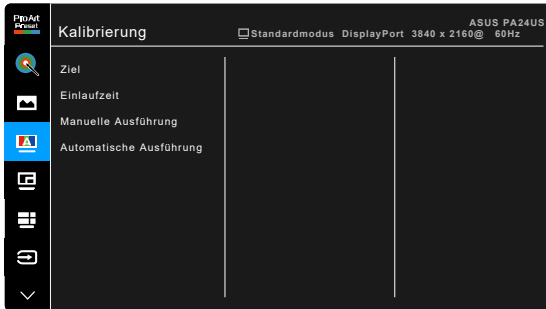 ProArt
Preset
Kalibrierung
ASUS PA24US
Standardmodus DisplayPort 3840 x 2160@ 60Hz
Ziel
Einlaufzeit
Manuelle Ausführung
Automatische Ausführung